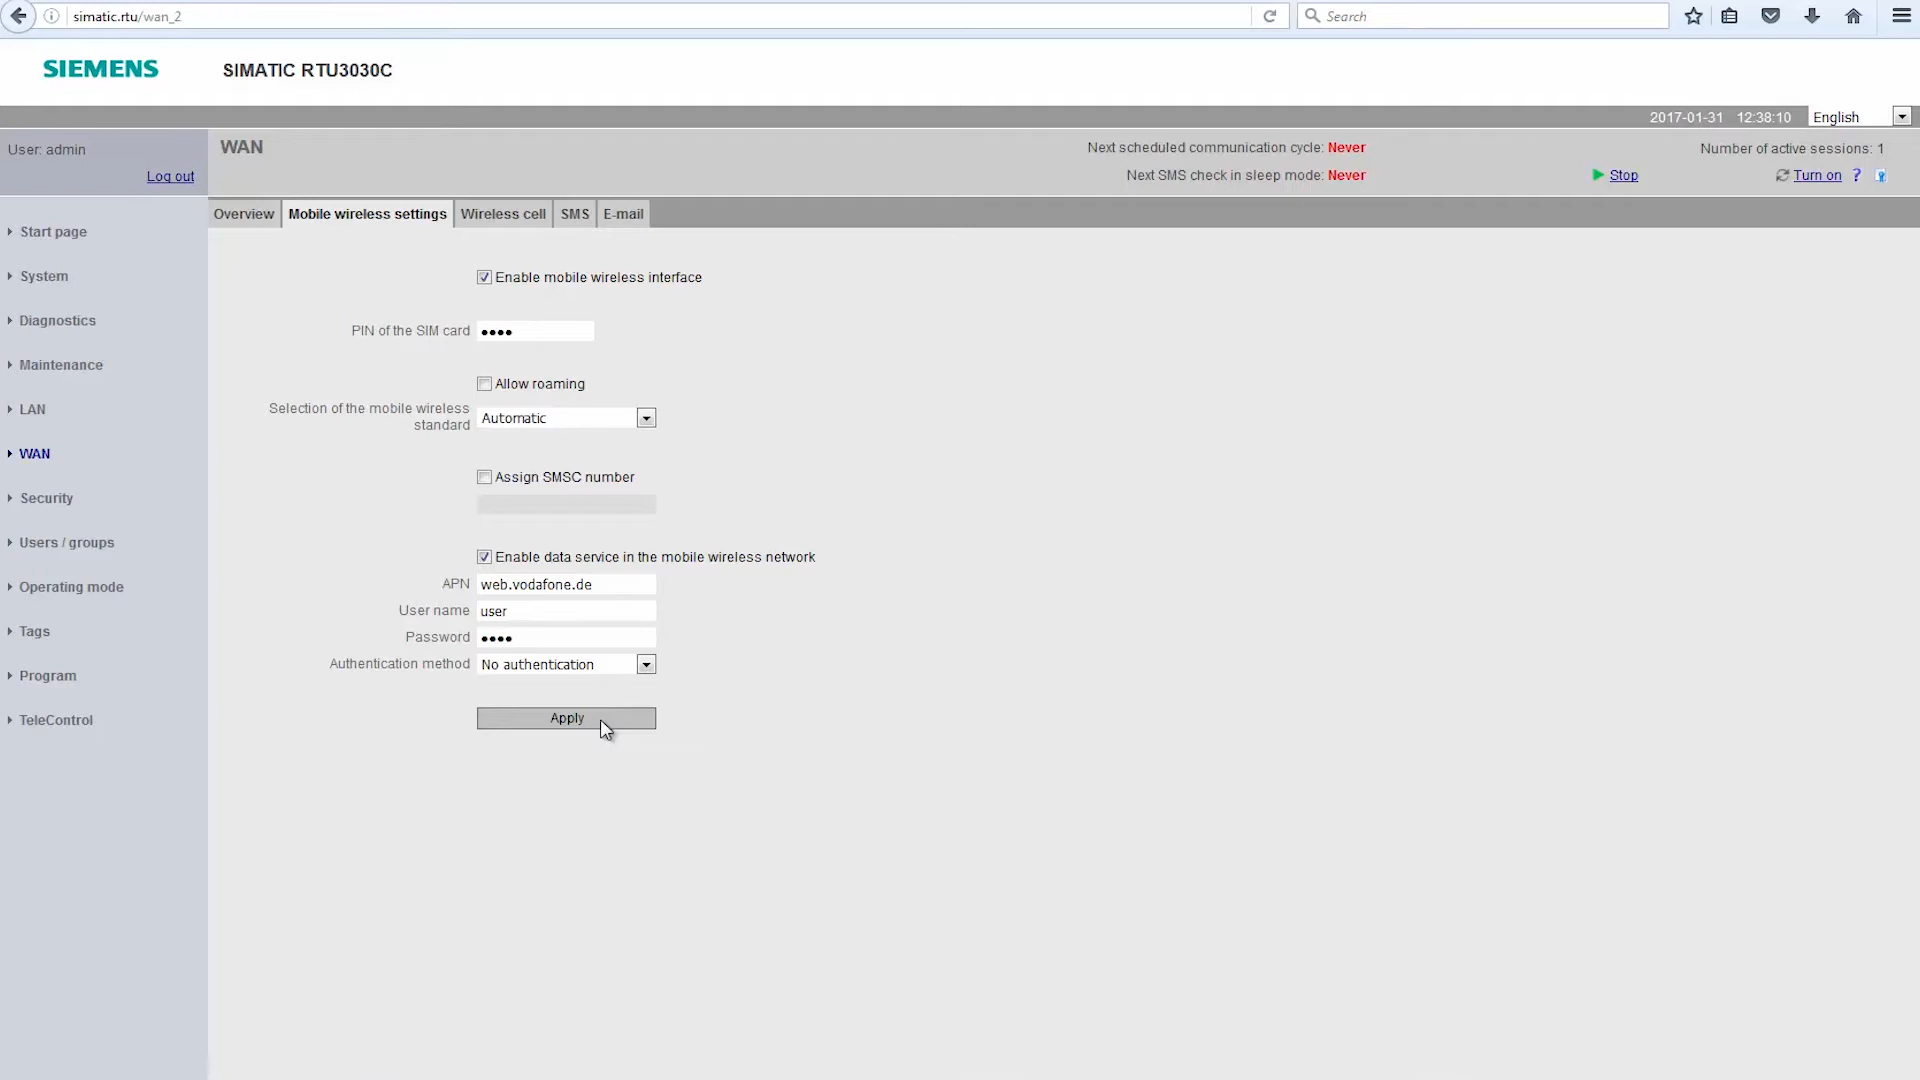 simatic.rtu/wan_2
Search
SIEMENS
SIMATIC RTU3030C
2017-01-31 12:38:10 English
User: admin
Log out
WAN
Next scheduled communication cycle: Never
Next SMS check in sleep mode: Never
Stop
Number of active sessions: 1
Turn on ?
Overview Mobile wireless settings Wireless cell SMS E-mail
Start page
System
Diagnostics
Maintenance
LAN
WAN
Security
Users / groups
Operating mode
Tags
Program
TeleControl
Enable mobile wireless interface
PIN of the SIM card ••••
Allow roaming
Selection of the mobile wireless
standard Automatic
Assign SMSC number
Enable data service in the mobile wireless network
APN web.vodafone.de
User name user
Password ••••
Authentication method No authentication
Apply